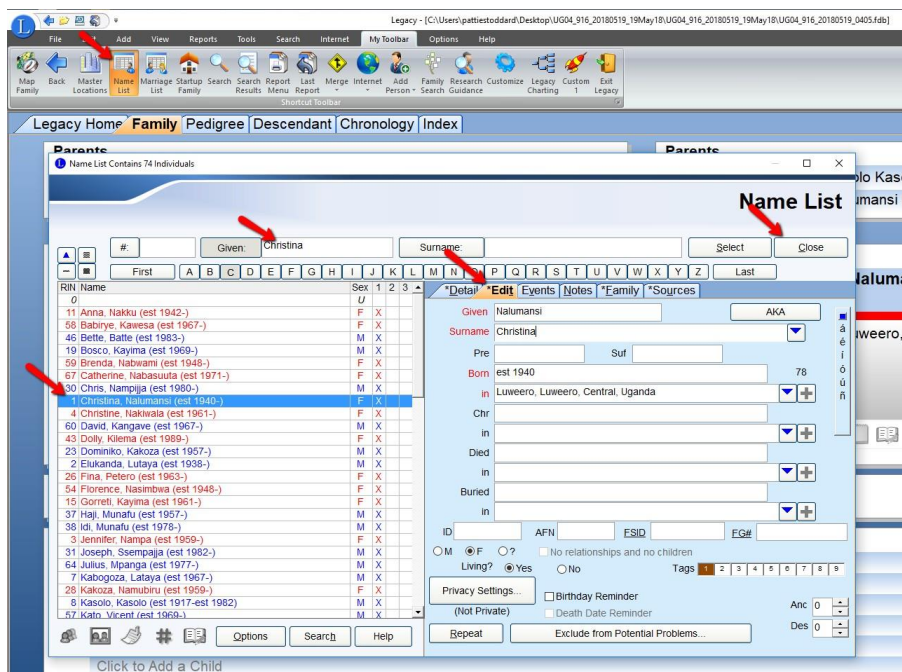 Legacy - [C:\Users\pattiestoddard\Desktop\UG04_916_20180519_19May18\UG04_916_20180519_19May18\UG04_916_20180519_0405.fdb]
File Add View Reports Tools Search Internet My Toolbar Options Help
Map Family Back Master Locations Name List Marriage List Startup Family Search Search Results Report Menu Last Report Merge Internet Add Person Family Search Research Guidance Customize Legacy Charting Custom 1 Exit Legacy
Shortcut Toolbar
Legacy Home Family Pedigree Descendant Chronology Index
Parents Parents
Name List Contains 74 Individuals
Name List
#: Given: Christina Surname: Select Close
First A B C D E F G H I J K L M N O P Q R S T U V W X Y Z Last
RIN Name Sex 1 2 3
0 U
11 Anna, Nakku (est 1942-) F X
58 Babirye, Kawesa (est 1967-) F X
46 Bette, Batte (est 1983-) M X
19 Bosco, Kayima (est 1969-) M X
59 Brenda, Nabwami (est 1948-) F X
67 Catherine, Nabasuuta (est 1971-) F X
30 Chris, Nampijja (est 1980-) M X
1 Christina, Nalumansi (est 1940-) F X
4 Christine, Nakiwala (est 1961-) F X
60 David, Kangave (est 1967-) M X
43 Dolly, Kilema (est 1989-) F X
23 Dominiko, Kakoza (est 1957-) M X
2 Elukanda, Lutaya (est 1938-) M X
26 Fina, Petero (est 1963-) F X
54 Florence, Nasimbwa (est 1948-) F X
15 Gorreti, Kayima (est 1961-) F X
37 Haji, Munafu (est 1957-) M X
38 Idi, Munafu (est 1978-) M X
3 Jennifer, Nampa (est 1959-) F X
31 Joseph, Ssempajja (est 1982-) M X
64 Julius, Mpanga (est 1977-) M X
7 Kabogoza, Lataya (est 1967-) M X
28 Kakoza, Namubiru (est 1959-) F X
8 Kasolo, Kasolo (est 1917-est 1982) M X
57 Kato, Vicent (est 1969-) M X
Options Search Help
*Detail *Edit Events Notes *Family *Sources
Given Nalumansi AKA
Surname Christina
Pre Suf
Born est 1940 78
in Luweero, Luweero, Central, Uganda
Chr
in
Died
in
Buried
in
á
é
í
ó
ú
ñ
ID AFN FSID FG#
M F ? No relationships and no children
Living? Yes No Tags 1 2 3 4 5 6 7 8 9
Privacy Settings...
(Not Private)
Birthday Reminder
Death Date Reminder
Anc 0
Des 0
Repeat Exclude from Potential Problems...
Click to Add a Child